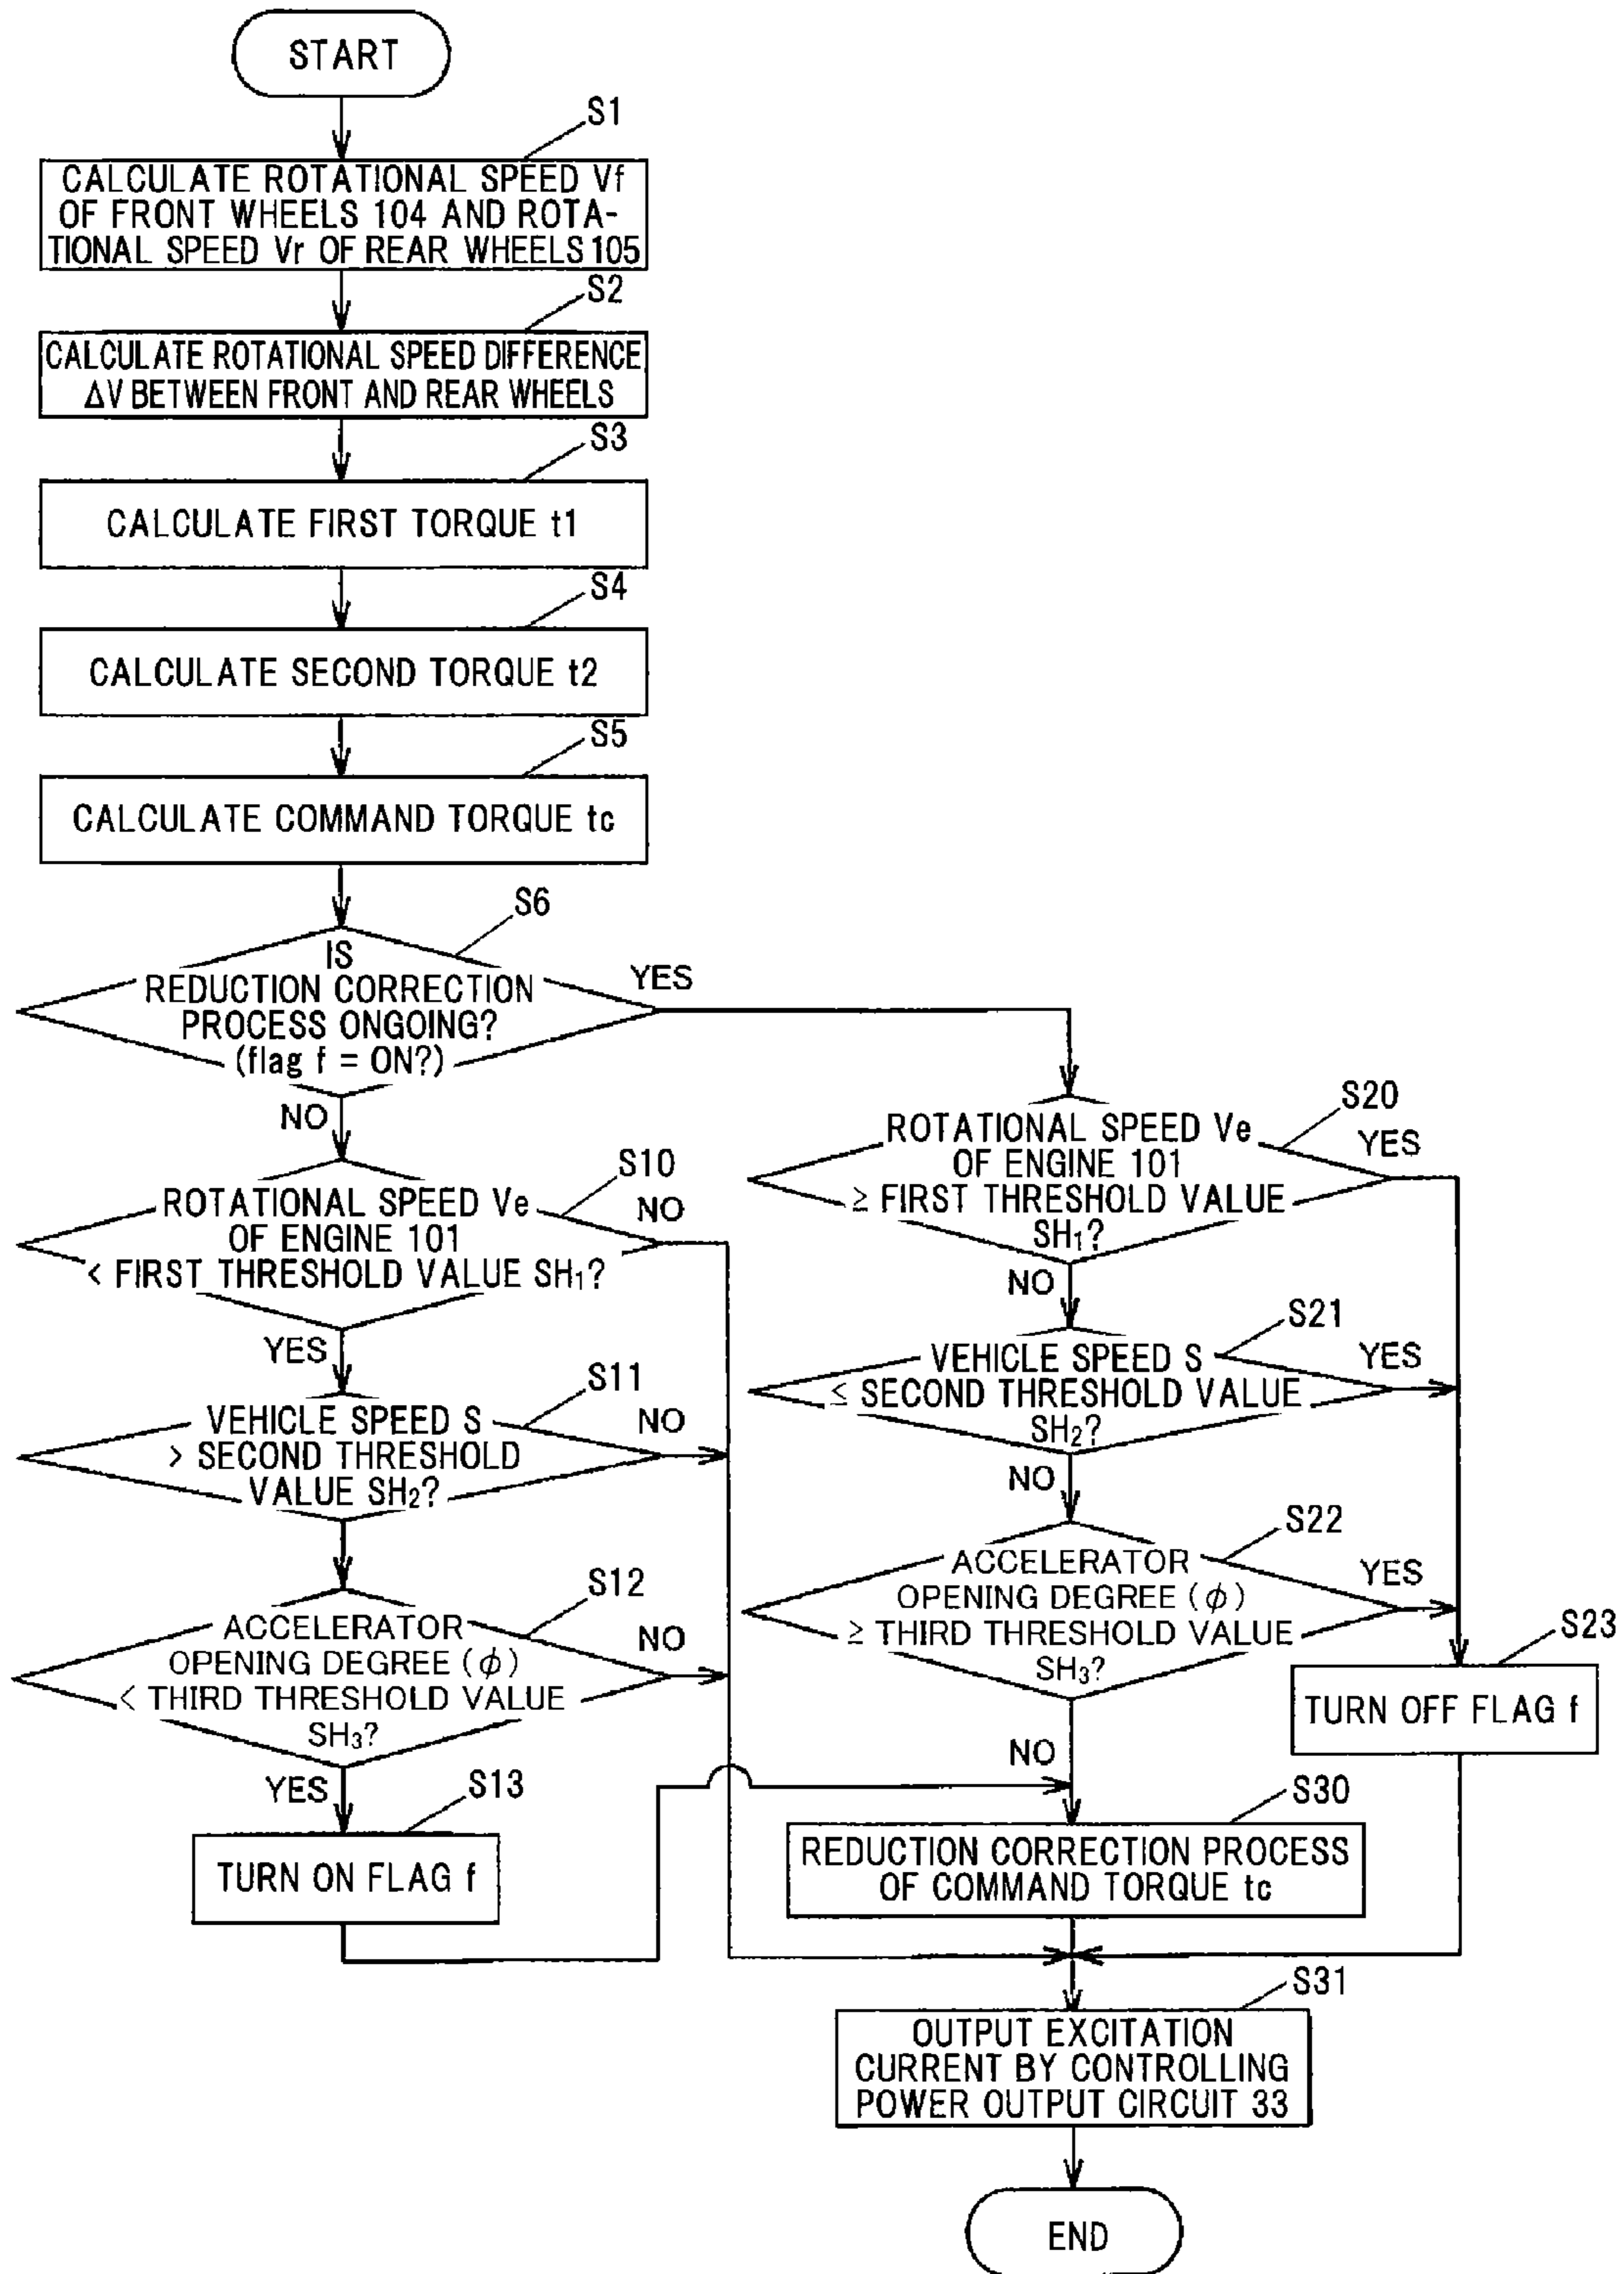 START
S1
CALCULATE ROTATIONAL SPEED Vf
OF FRONT WHEELS 104 AND ROTA-
TIONAL SPEED Vr OF REAR WHEELS 105
S2
CALCULATE ROTATIONAL SPEED DIFFERENCE
ΔV BETWEEN FRONT AND REAR WHEELS
S3
CALCULATE FIRST TORQUE t1
S4
CALCULATE SECOND TORQUE t2
S5
CALCULATE COMMAND TORQUE tc
S6
IS
REDUCTION CORRECTION
PROCESS ONGOING?
(flag f = ON?)
YES
NO
S10
ROTATIONAL SPEED Ve
OF ENGINE 101
< FIRST THRESHOLD VALUE SH₁?
NO
YES
S11
VEHICLE SPEED S
> SECOND THRESHOLD
VALUE SH₂?
NO
S12
ACCELERATOR
OPENING DEGREE (ϕ)
< THIRD THRESHOLD VALUE
SH₃?
NO
YES
S13
TURN ON FLAG f
S20
ROTATIONAL SPEED Ve
OF ENGINE 101
≥ FIRST THRESHOLD VALUE
SH₁?
YES
NO
S21
VEHICLE SPEED S
≤ SECOND THRESHOLD VALUE
SH₂?
YES
NO
S22
ACCELERATOR
OPENING DEGREE (ϕ)
≥ THIRD THRESHOLD VALUE
SH₃?
YES
NO
S23
TURN OFF FLAG f
S30
REDUCTION CORRECTION PROCESS
OF COMMAND TORQUE tc
S31
OUTPUT EXCITATION
CURRENT BY CONTROLLING
POWER OUTPUT CIRCUIT 33
END